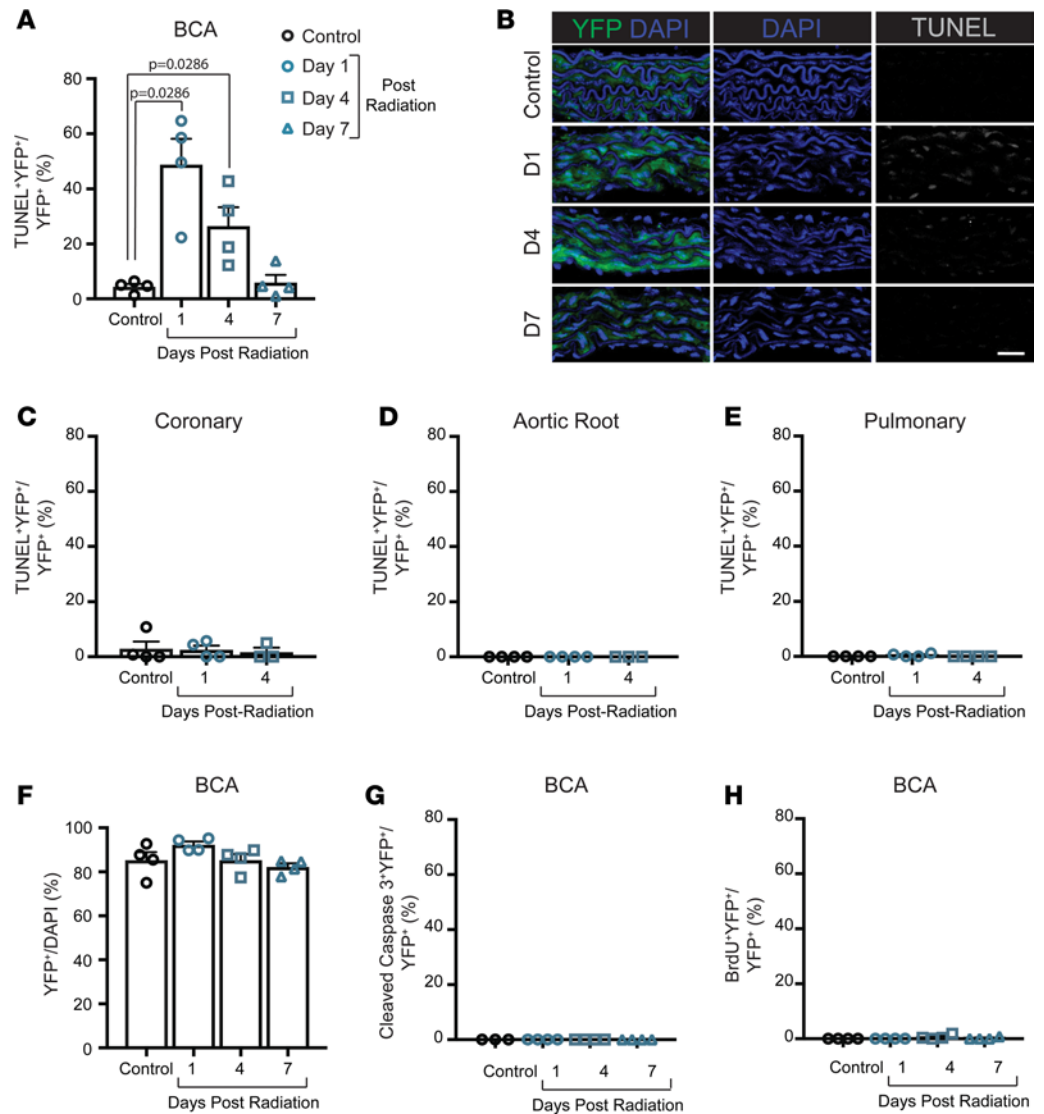 A
BCA
Control
Day 1
Day 4
Day 7
Post
Radiation
p=0.0286
p=0.0286
TUNEL⁺YFP⁺/
YFP⁺ (%)
80
60
40
20
0
Control 1 4 7
Days Post Radiation
B
YFP DAPI DAPI TUNEL
Control
D1
D4
D7
C
Coronary
TUNEL⁺YFP⁺/
YFP⁺ (%)
80
60
40
20
0
Control 1 4
Days Post-Radiation
D
Aortic Root
TUNEL⁺YFP⁺/
YFP⁺ (%)
80
60
40
20
0
Control 1 4
Days Post-Radiation
E
Pulmonary
TUNEL⁺YFP⁺/
YFP⁺ (%)
80
60
40
20
0
Control 1 4
Days Post-Radiation
F
BCA
YFP⁺/DAPI (%)
100
80
60
40
80
0
Control 1 4 7
Days Post Radiation
G
BCA
Cleaved Caspase 3⁺YFP⁺/
YFP⁺ (%)
80
60
40
20
0
Control 1 4 7
Days Post Radiation
H
BCA
BrdU⁺YFP⁺/
YFP⁺ (%)
80
60
40
20
0
Control 1 4 7
Days Post Radiation